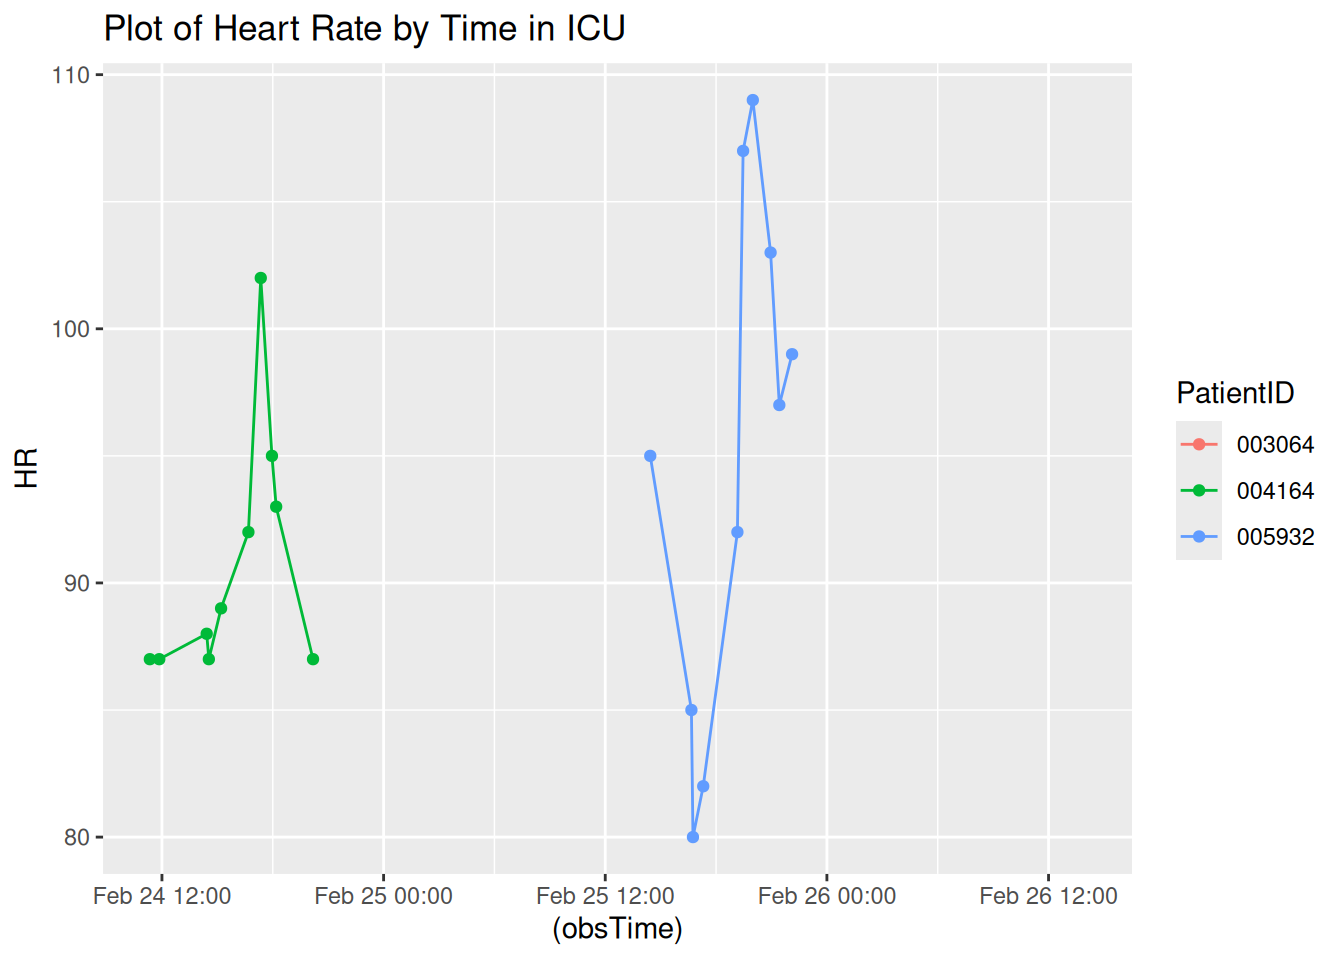 Plot of Heart Rate by Time in ICU
110
100
90
80
HR
Feb 24 12:00
Feb 25 00:00
Feb 25 12:00
Feb 26 00:00
Feb 26 12:00
(obsTime)
PatientID
003064
004164
005932